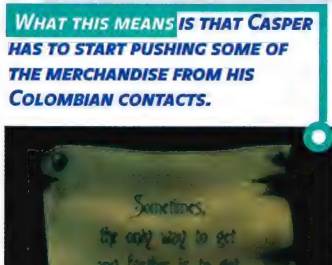 WHAT THIS MEANS IS THAT CASPER
HAS TO START PUSHING SOME OF
THE MERCHANDISE FROM HIS
COLOMBIAN CONTACTS.
Sometimes,
the only way to get